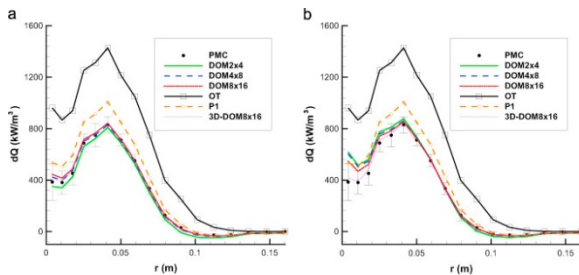 a
b
1600
1200
800
400
0
dQ (kW/m³)
0
0.05
0.1
0.15
r (m)
PMC
DOM2x4
DOM4x8
DOM8x16
OT
P1
3D-DOM8x16
1600
1200
800
400
0
dQ (kW/m³)
0
0.05
0.1
0.15
r (m)
PMC
DOM2x4
DOM4x8
DOM8x16
OT
P1
3D-DOM8x16